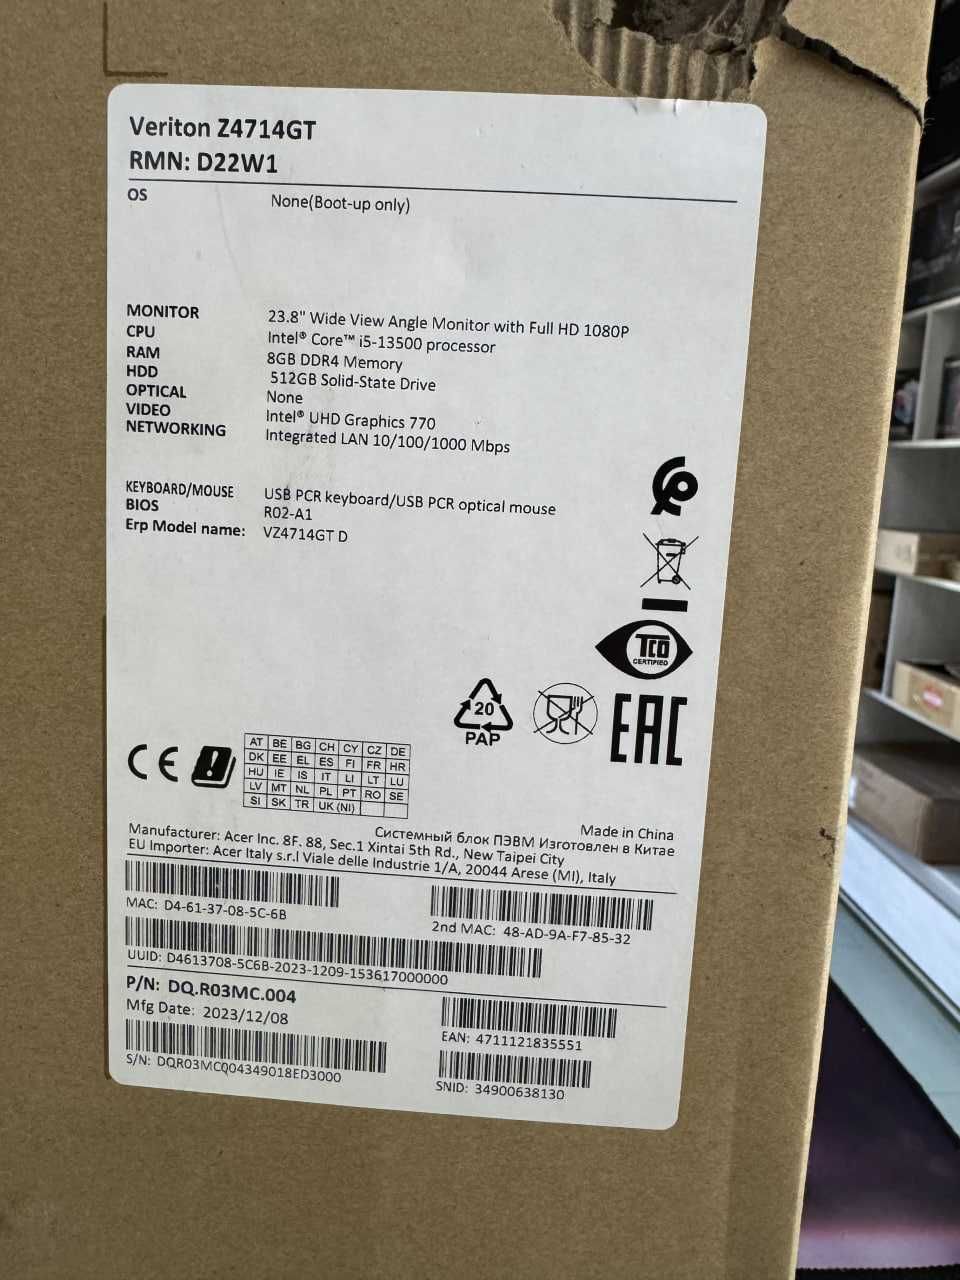 Veriton Z4714GT
RMN: D22W1
OS None(Boot-up only)
MONITOR 23.8" Wide View Angle Monitor with Full HD 1080P
CPU Intel® Core™ i5-13500 processor
RAM 8GB DDR4 Memory
HDD 512GB Solid-State Drive
OPTICAL None
VIDEO Intel® UHD Graphics 770
NETWORKING Integrated LAN 10/100/1000 Mbps
KEYBOARD/MOUSE USB PCR keyboard/USB PCR optical mouse
BIOS R02-A1
Erp Model name: VZ4714GT D
TCO
CERTIFIED
20
PAP
EAC
CE
AT BE BG CH CY CZ DE
DK EE EL ES FI FR HR
HU IE IS IT LI LT LU
LV MT NL PL PT RO SE
SI SK TR UK (NI)
Made in China
Системный блок ПЭВМ Изготовлен в Китае
Manufacturer: Acer Inc. 8F. 88, Sec.1 Xintai 5th Rd., New Taipei City
EU Importer: Acer Italy s.r.l Viale delle Industrie 1/A, 20044 Arese (MI), Italy
MAC: D4-61-37-08-5C-6B
2nd MAC: 48-AD-9A-F7-85-32
UUID: D4613708-5C6B-2023-1209-153617000000
P/N: DQ.R03MC.004
Mfg Date: 2023/12/08
EAN: 4711121835551
S/N: DQR03MC004349018ED3000
SNID: 34900638130